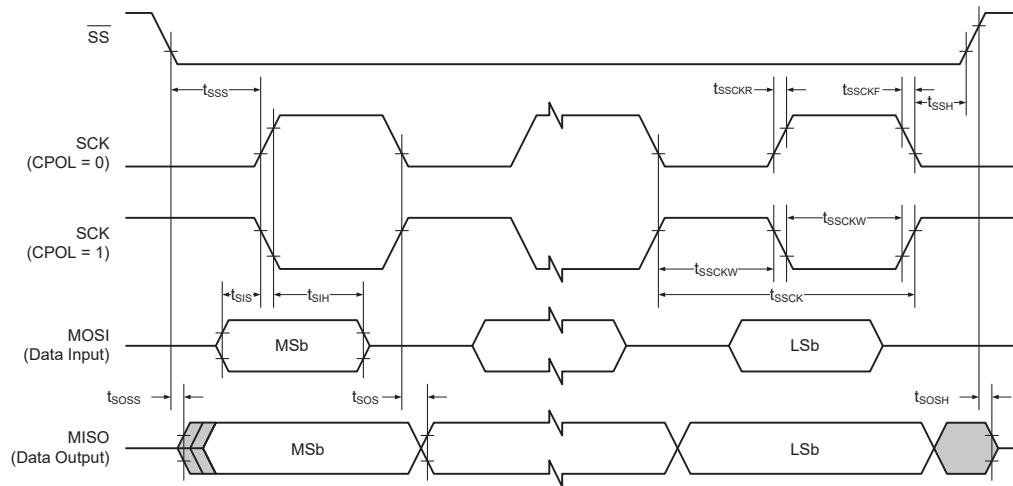 SS
tSSS
tSSCKR
tSSCKF
tSSH
SCK
(CPOL = 0)
SCK
(CPOL = 1)
tSSCKW
tSSCKW
tSSCK
tSIS
tSIH
MOSI
(Data Input)
MSb
LSb
tSOSS
tSOS
tSOSH
MISO
(Data Output)
MSb
LSb